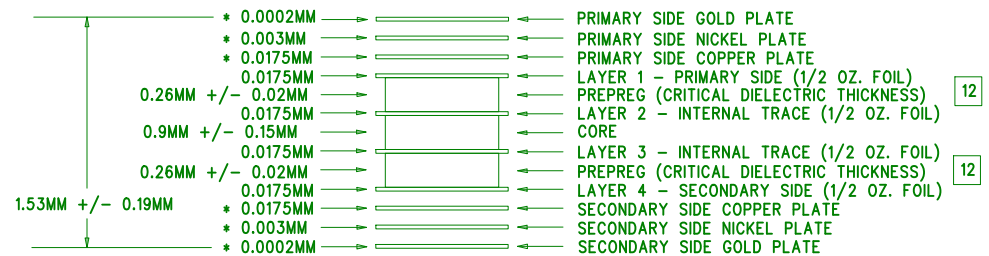 * 0.0002MM PRIMARY SIDE GOLD PLATE
* 0.003MM PRIMARY SIDE NICKEL PLATE
* 0.0175MM PRIMARY SIDE COPPER PLATE
0.0175MM LAYER 1 - PRIMARY SIDE (1/2 OZ. FOIL)
0.26MM +/- 0.02MM PREPREG (CRITICAL DIELECTRIC THICKNESS) 12
0.0175MM LAYER 2 - INTERNAL TRACE (1/2 OZ. FOIL)
0.9MM +/- 0.15MM CORE
0.0175MM LAYER 3 - INTERNAL TRACE (1/2 OZ. FOIL)
0.26MM +/- 0.02MM PREPREG (CRITICAL DIELECTRIC THICKNESS) 12
0.0175MM LAYER 4 - SECONDARY SIDE (1/2 OZ. FOIL)
1.53MM +/- 0.19MM
* 0.0175MM SECONDARY SIDE COPPER PLATE
* 0.003MM SECONDARY SIDE NICKEL PLATE
* 0.0002MM SECONDARY SIDE GOLD PLATE